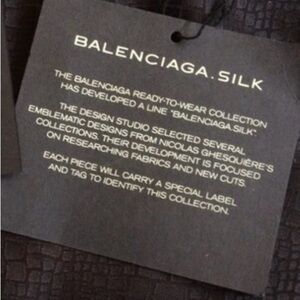 BALENCIAGA.SILK
THE BALENCIAGA READY-TO-WEAR COLLECTION
HAS DEVELOPED A LINE "BALENCIAGA.SILK".
THE DESIGN STUDIO SELECTED SEVERAL
EMBLEMATIC DESIGNS FROM NICOLAS GHESQUIÈRE'S
COLLECTIONS. THEIR DEVELOPMENT IS FOCUSED
ON RESEARCHING FABRICS AND NEW CUTS.
EACH PIECE WILL CARRY A SPECIAL LABEL
AND TAG TO IDENTIFY THIS COLLECTION.